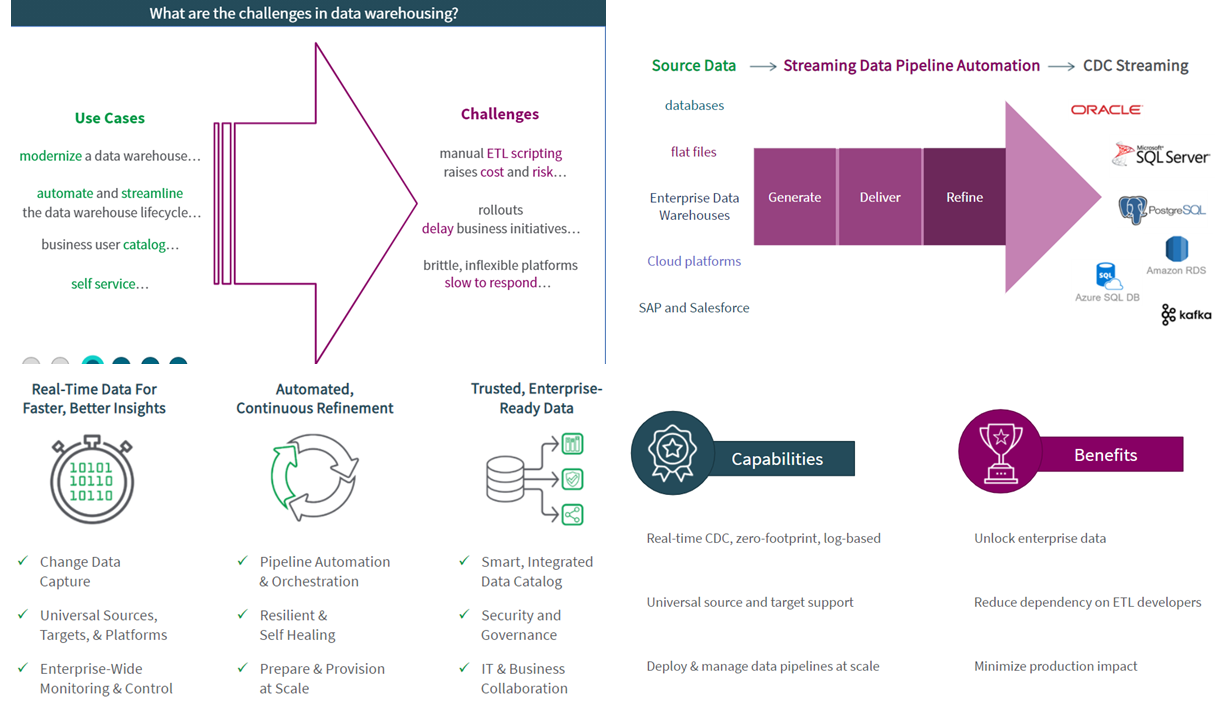 What are the challenges in data warehousing?
Use Cases
modernize a data warehouse…
automate and streamline
the data warehouse lifecycle…
business user catalog…
self service…
Challenges
manual ETL scripting
raises cost and risk…
rollouts
delay business initiatives…
brittle, inflexible platforms
slow to respond…
Source Data
Streaming Data Pipeline Automation
CDC Streaming
databases
flat files
Enterprise Data
Warehouses
Cloud platforms
SAP and Salesforce
Generate
Deliver
Refine
ORACLE
Microsoft
SQL Server
PostgreSQL
Amazon RDS
SQL
Azure SQL DB
kafka
Real-Time Data For
Faster, Better Insights
10101
10110
10110
Change Data
Capture
Universal Sources,
Targets, & Platforms
Enterprise-Wide
Monitoring & Control
Automated,
Continuous Refinement
Pipeline Automation
& Orchestration
Resilient &
Self Healing
Prepare & Provision
at Scale
Trusted, Enterprise-
Ready Data
Smart, Integrated
Data Catalog
Security and
Governance
IT & Business
Collaboration
Capabilities
Real-time CDC, zero-footprint, log-based
Universal source and target support
Deploy & manage data pipelines at scale
Benefits
Unlock enterprise data
Reduce dependency on ETL developers
Minimize production impact